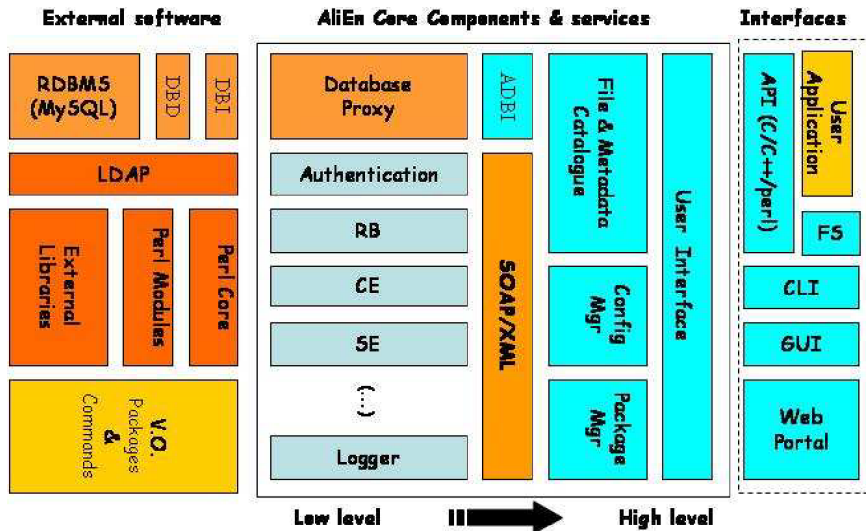 External software
AliEn Core Components & services
Interfaces
RDBMS
(MySQL)
DBD
DBI
LDAP
External
Libraries
Perl Modules
Perl Core
V.O.
Packages
&
Commands
Database
Proxy
Authentication
RB
CE
SE
(...)
Logger
ADBI
SOAP/XML
File & Metadata
Catalogue
Config
Mgr
Package
Mgr
User Interface
API (C/C++/perl)
User
Application
FS
CLI
GUI
Web
Portal
Low level
High level